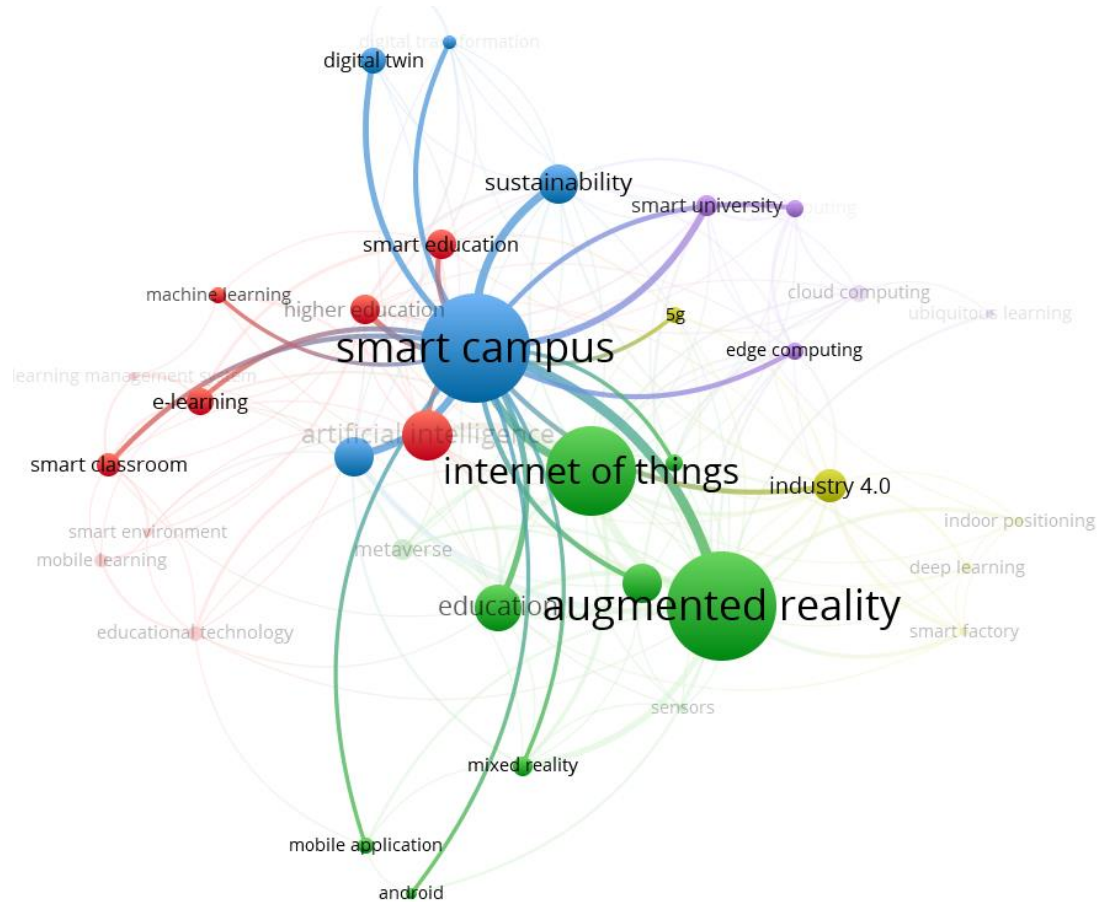 digital transformation
digital twin
sustainability
smart university
smart education
cloud computing
machine learning
higher education
ubiquitous learning
5g
smart campus
edge computing
learning management system
e-learning
artificial intelligence
smart classroom
internet of things
industry 4.0
indoor positioning
smart environment
metaverse
mobile learning
deep learning
education
augmented reality
educational technology
smart factory
sensors
mixed reality
mobile application
android